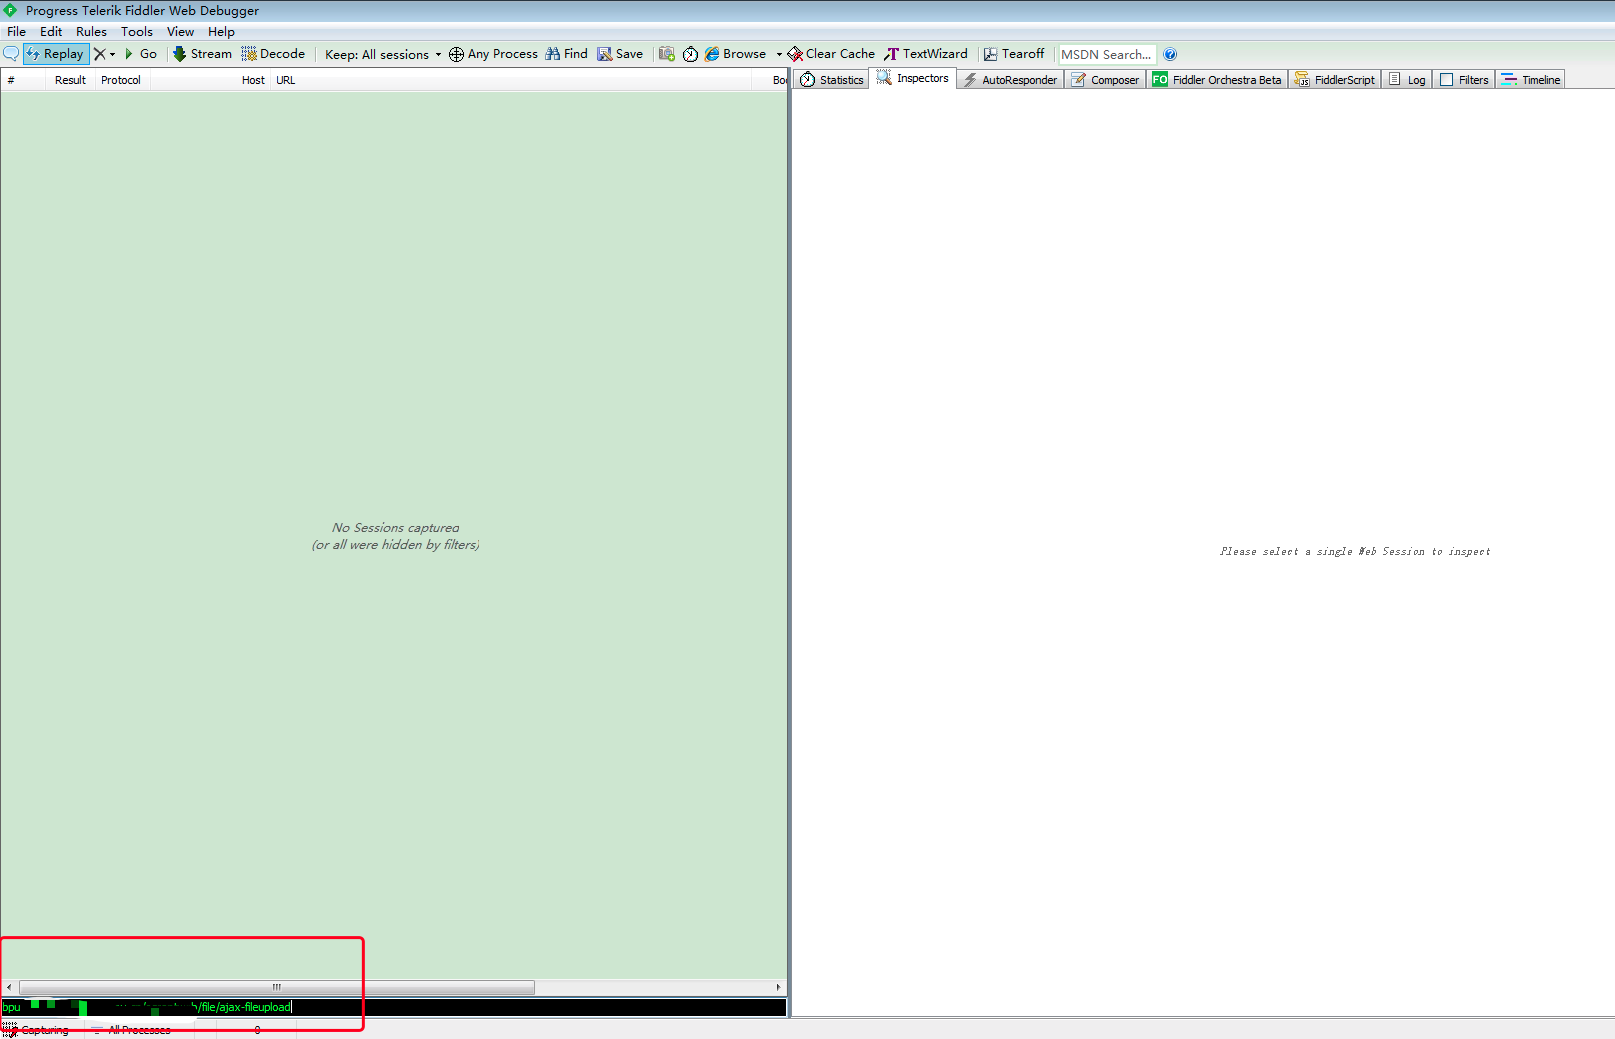 Progress Telerik Fiddler Web Debugger
File Edit Rules Tools View Help
Replay Go Stream Decode Keep: All sessions Any Process Find Save Browse Clear Cache TextWizard Tearoff MSDN Search...
# Result Protocol Host URL
Statistics Inspectors AutoResponder Composer FO Fiddler Orchestra Beta FiddlerScript Log Filters Timeline
No Sessions captured
(or all were hidden by filters)
Please select a single Web Session to inspect
bpu /file/ajax-fileupload
Capturing All Processes 0